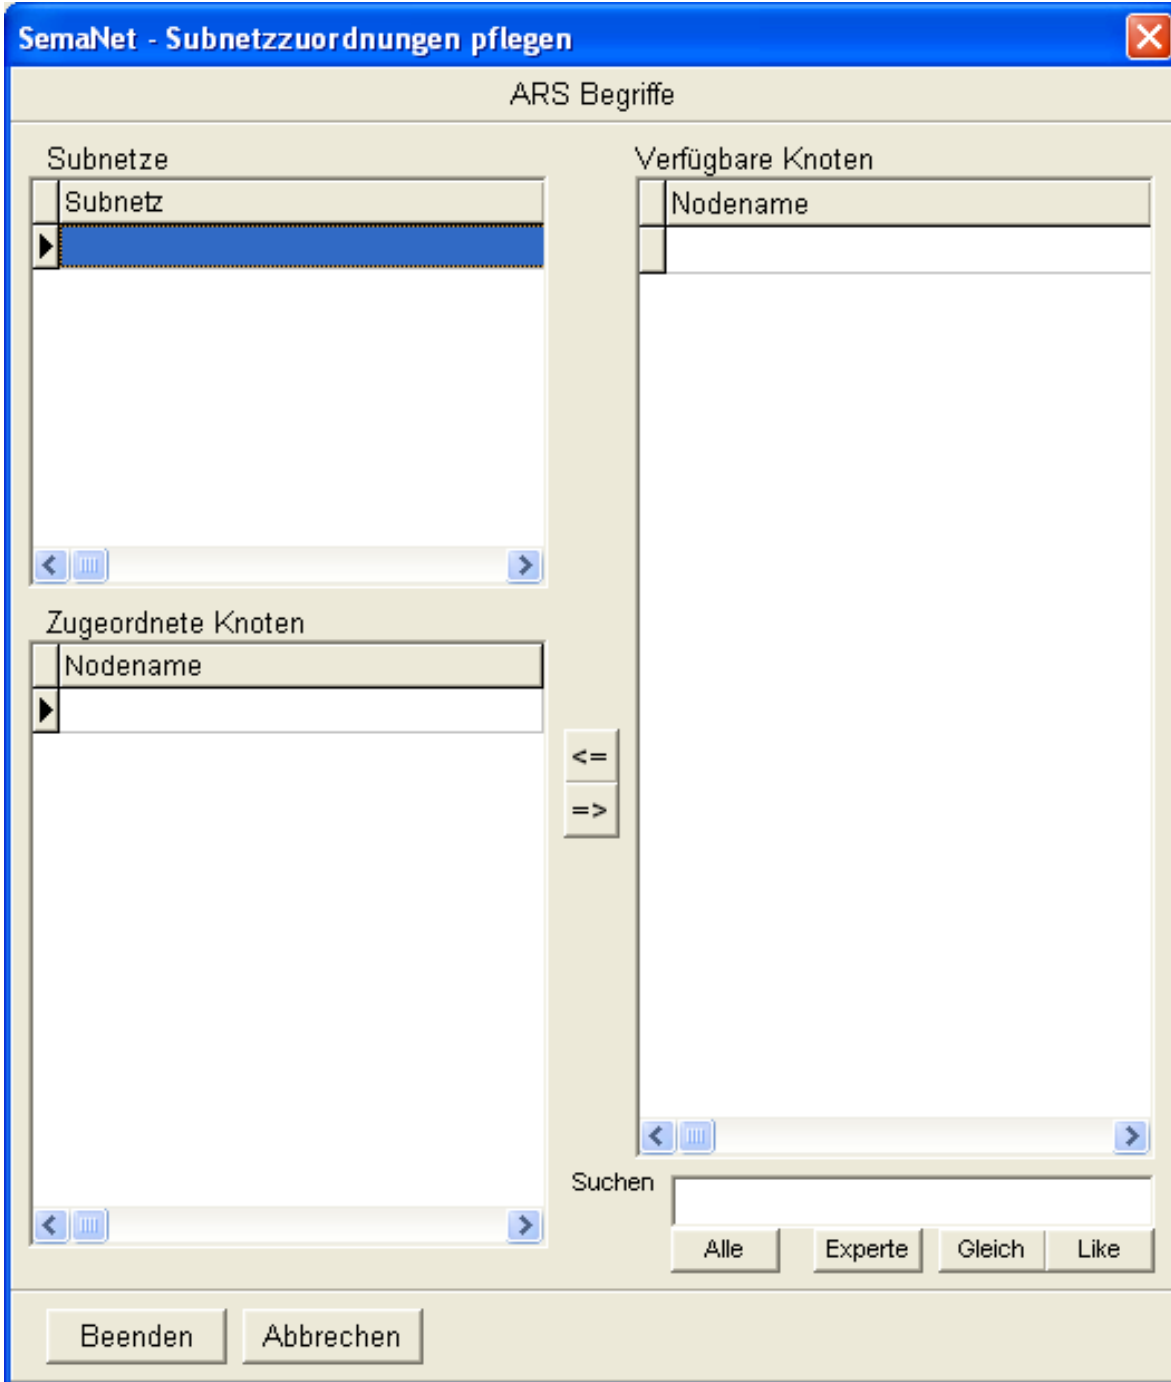 SemaNet - Subnetzzuordnungen pflegen
ARS Begriffe
Subnetze
Subnetz
Zugeordnete Knoten
Nodename
<=
=>
Verfügbare Knoten
Nodename
Suchen
Alle Experte Gleich Like
Beenden Abbrechen